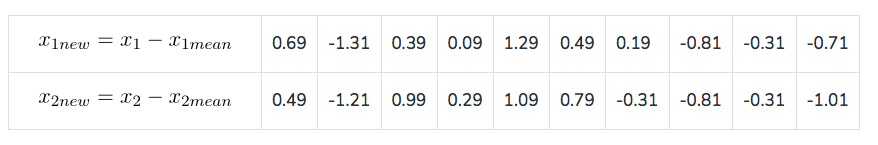 x1new = x1 − x1mean 0.69 -1.31 0.39 0.09 1.29 0.49 0.19 -0.81 -0.31 -0.71
x2new = x2 − x2mean 0.49 -1.21 0.99 0.29 1.09 0.79 -0.31 -0.81 -0.31 -1.01